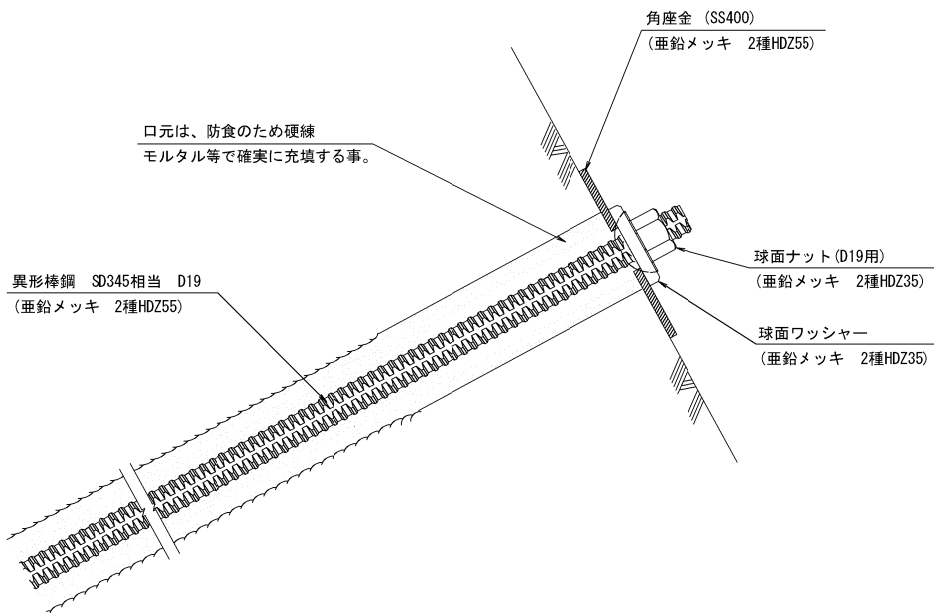 角座金 (SS400)
(亜鉛メッキ　2種HDZ55)
口元は、防食のため硬練
モルタル等で確実に充填する事。
球面ナット(D19用)
(亜鉛メッキ　2種HDZ35)
異形棒鋼　SD345相当　D19
(亜鉛メッキ　2種HDZ55)
球面ワッシャー
(亜鉛メッキ　2種HDZ35)